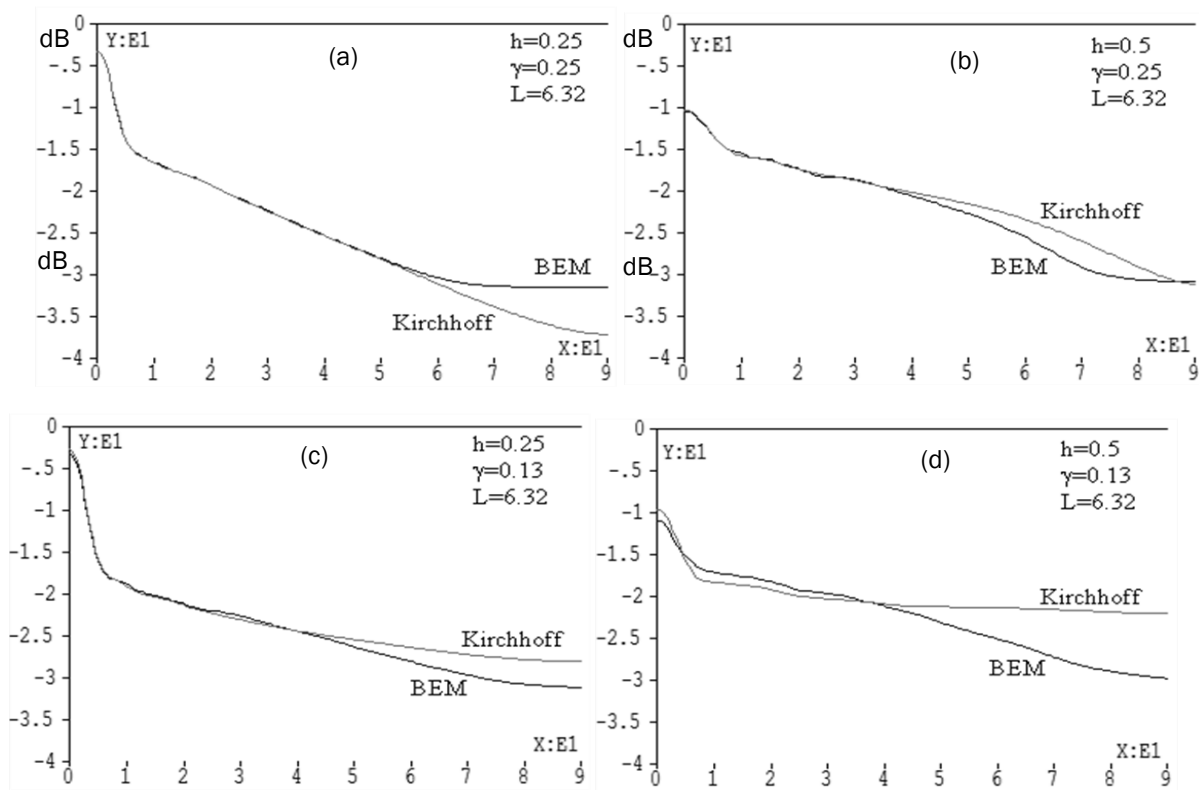 0
dB
Y:E1
(a)
h=0.25
-.5
γ=0.25
-1
L=6.32
-1.5
-2
-2.5
dB
BEM
-3
Kirchhoff
-3.5
X:E1
-4
0 1 2 3 4 5 6 7 8 9
0
dB
Y:E1
(b)
h=0.5
-.5
γ=0.25
-1
L=6.32
-1.5
-2
Kirchhoff
-2.5
dB
BEM
-3
-3.5
X:E1
-4
0 1 2 3 4 5 6 7 8 9
0
Y:E1
(c)
h=0.25
-.5
γ=0.13
-1
L=6.32
-1.5
-2
-2.5
Kirchhoff
-3
BEM
-3.5
X:E1
-4
0 1 2 3 4 5 6 7 8 9
0
Y:E1
(d)
h=0.5
-.5
γ=0.13
-1
L=6.32
-1.5
-2
Kirchhoff
-2.5
BEM
-3
-3.5
X:E1
-4
0 1 2 3 4 5 6 7 8 9